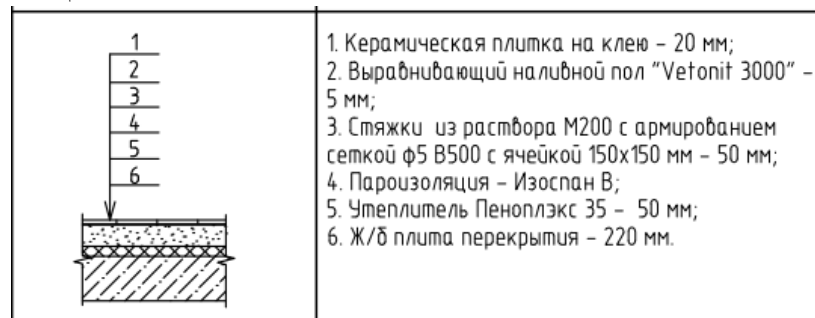 1
2
3
4
5
6
1. Керамическая плитка на клею – 20 мм;
2. Выравнивающий наливной пол "Vetonit 3000" –
5 мм;
3. Стяжки из раствора М200 с армированием
сеткой ф5 В500 с ячейкой 150х150 мм – 50 мм;
4. Пароизоляция – Изоспан В;
5. Утеплитель Пеноплэкс 35 – 50 мм;
6. Ж/б плита перекрытия – 220 мм.